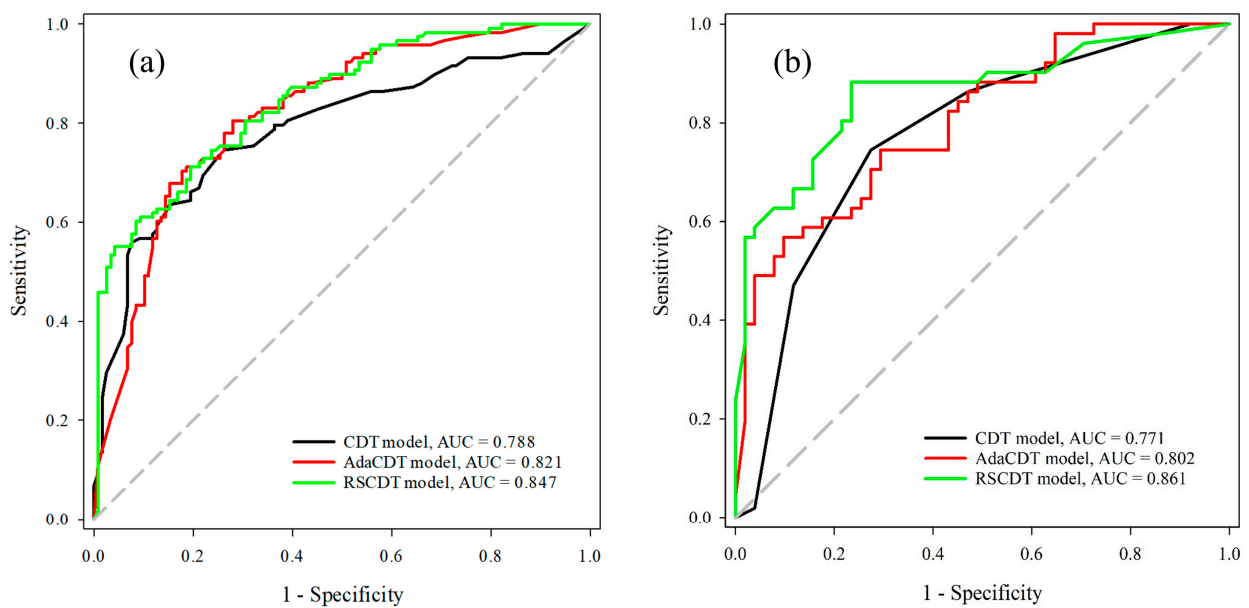 (a)
1.0
0.8
0.6
0.4
0.2
0.0
Sensitivity
CDT model, AUC = 0.788
AdaCDT model, AUC = 0.821
RSCDT model, AUC = 0.847
0.0 0.2 0.4 0.6 0.8 1.0
1 - Specificity
(b)
1.0
0.8
0.6
0.4
0.2
0.0
Sensitivity
CDT model, AUC = 0.771
AdaCDT model, AUC = 0.802
RSCDT model, AUC = 0.861
0.0 0.2 0.4 0.6 0.8 1.0
1 - Specificity